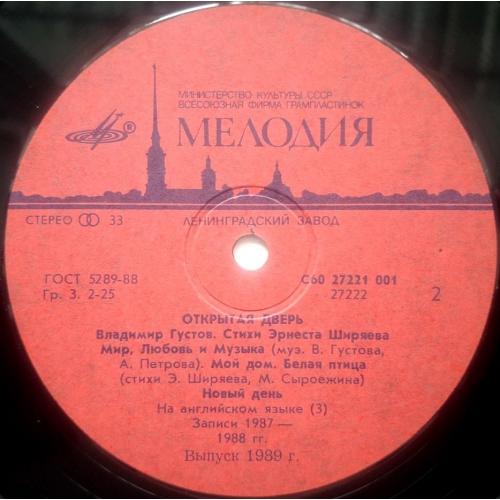 МИНИСТЕРСТВО КУЛЬТУРЫ СССР
ВСЕСОЮЗНАЯ ФИРМА ГРАМПЛАСТИНОК
МЕЛОДИЯ
®
СТЕРЕО 33
ЛЕНИНГРАДСКИЙ ЗАВОД
ГОСТ 5289-88
Гр. 3. 2-25
С60 27221 001
27222
2
ОТКРЫТАЯ ДВЕРЬ
Владимир Густов. Стихи Эрнеста Ширяева
Мир, Любовь и Музыка (муз. В. Густова,
А. Петрова). Мой дом. Белая птица
(стихи Э. Ширяева, М. Сыроежина)
Новый день
На английском языке (3)
Записи 1987—
1988 гг.
Выпуск 1989 г.